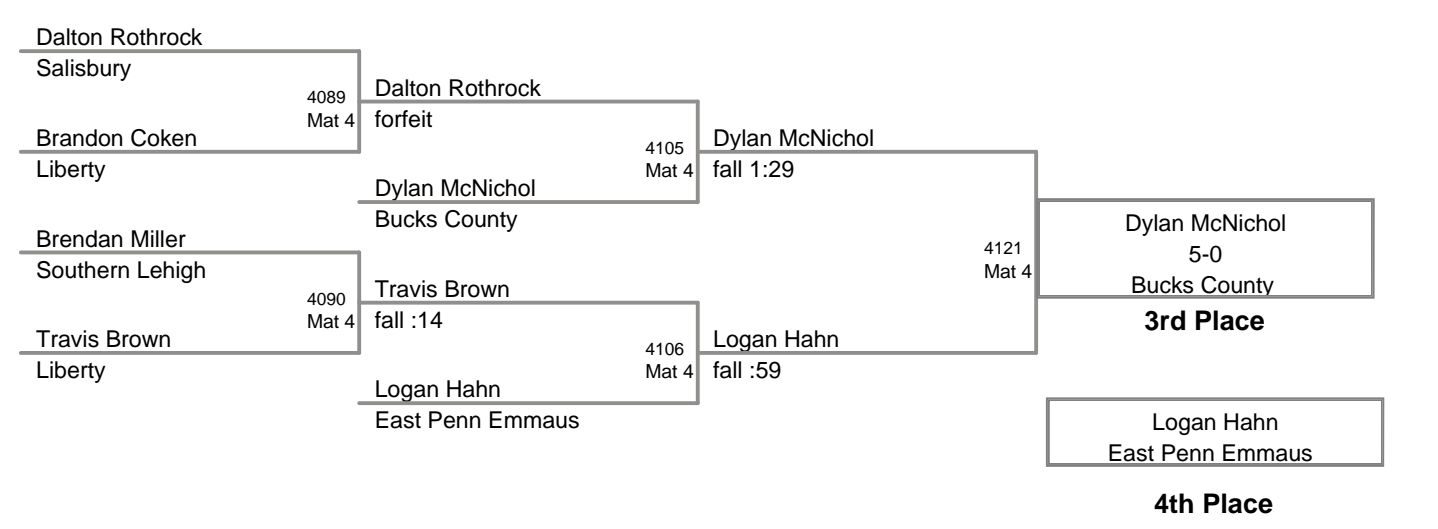 Dalton Rothrock
Salisbury
4089
Mat 4
Brandon Coken
Liberty
Dalton Rothrock
forfeit
4105
Mat 4
Dylan McNichol
Bucks County
Dylan McNichol
fall 1:29
Brendan Miller
Southern Lehigh
4090
Mat 4
Travis Brown
Liberty
Travis Brown
fall :14
4106
Mat 4
Logan Hahn
East Penn Emmaus
Logan Hahn
fall :59
4121
Mat 4
Dylan McNichol
5-0
Bucks County
3rd Place
Logan Hahn
East Penn Emmaus
4th Place